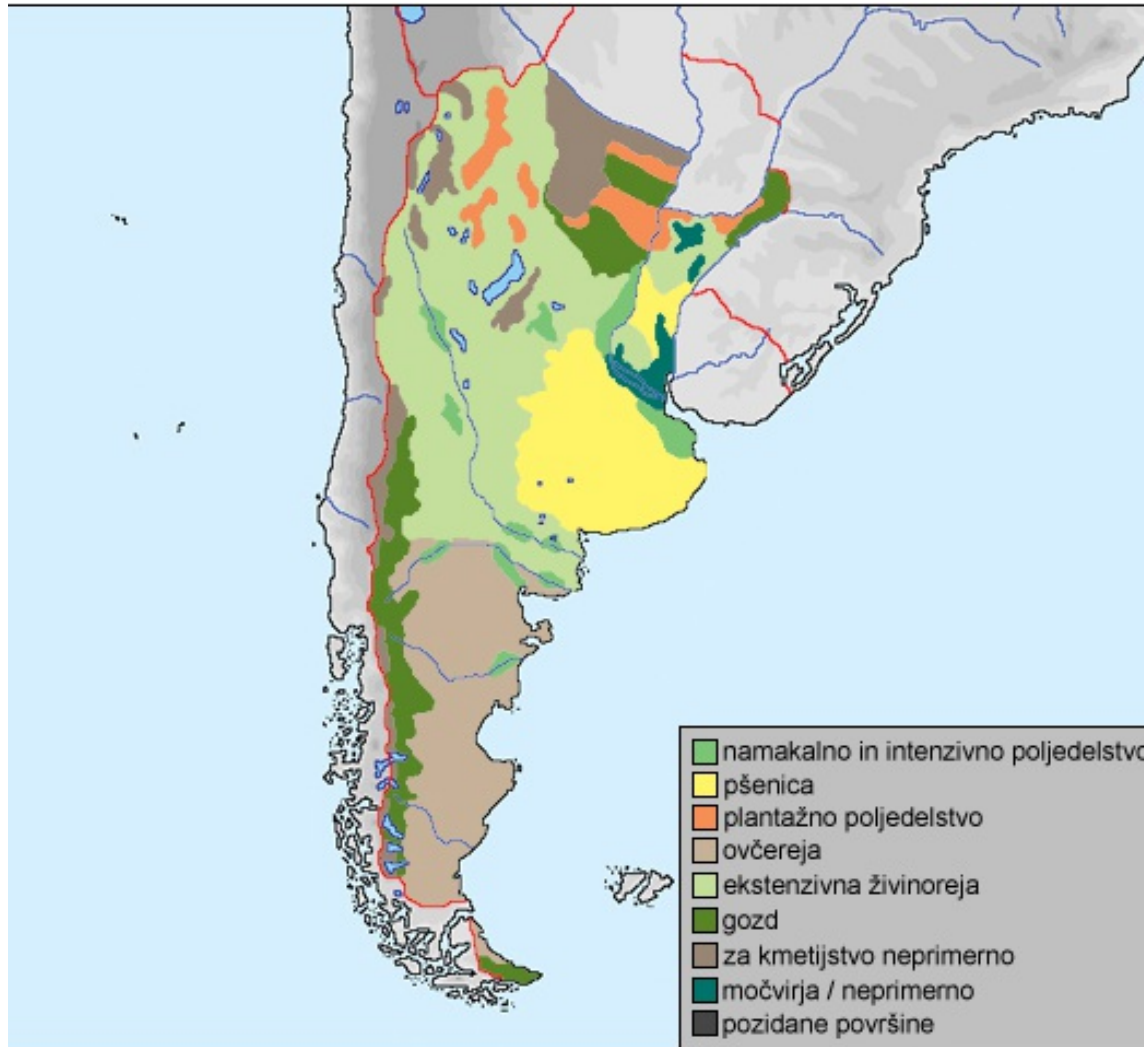 namakalno in intenzivno poljedelstvo
pšenica
plantažno poljedelstvo
ovčereja
ekstenzivna živinoreja
gozd
za kmetijstvo neprimerno
močvirja / neprimerno
pozidane površine